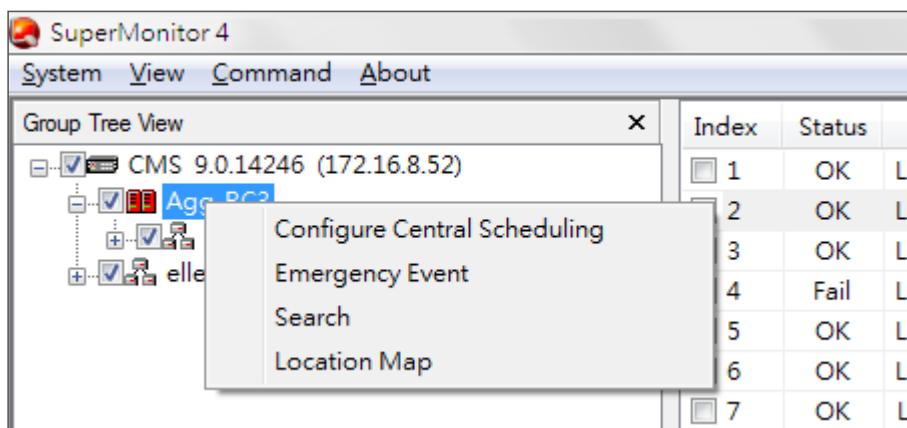 SuperMonitor 4
System View Command About
Group Tree View
Index Status
CMS 9.0.14246 (172.16.8.52)
1 OK L
Agg_PC3
2 OK L
Configure Central Scheduling
3 OK L
elle
Emergency Event
4 Fail L
Search
5 OK L
Location Map
6 OK L
7 OK L